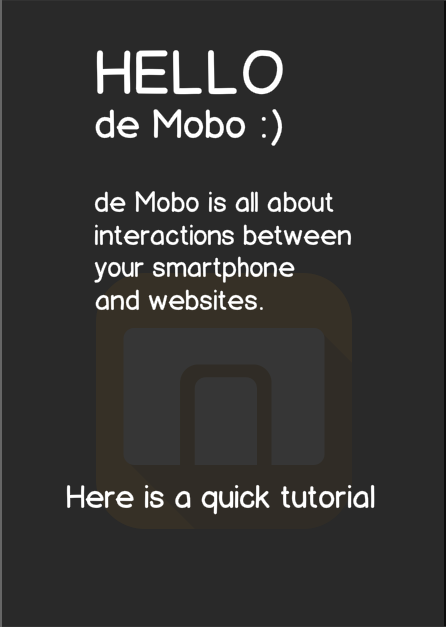 HELLO
de Mobo :)
de Mobo is all about
interactions between
your smartphone
and websites.
Here is a quick tutorial